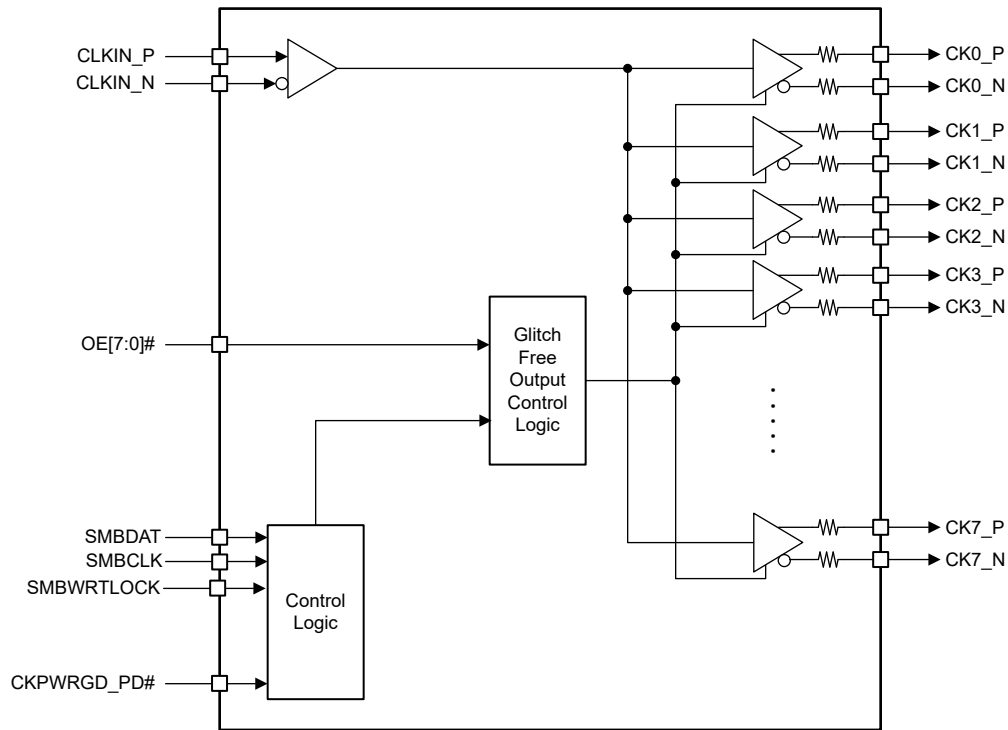 CLKIN_P
CLKIN_N
CK0_P
CK0_N
CK1_P
CK1_N
CK2_P
CK2_N
CK3_P
CK3_N
OE[7:0]#
Glitch
Free
Output
Control
Logic
SMBDAT
SMBCLK
SMBWRTLOCK
CKPWRGD_PD#
Control
Logic
CK7_P
CK7_N